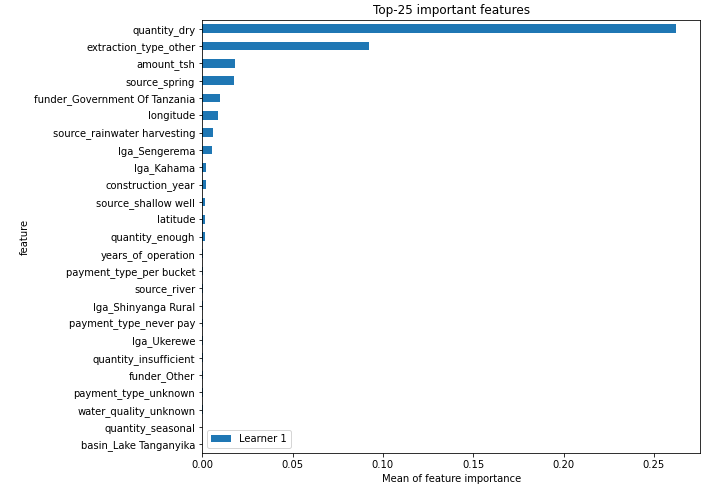 Top-25 important features
quantity_dry
extraction_type_other
amount_tsh
source_spring
funder_Government Of Tanzania
longitude
source_rainwater harvesting
lga_Sengerema
lga_Kahama
construction_year
source_shallow well
latitude
quantity_enough
years_of_operation
payment_type_per bucket
source_river
lga_Shinyanga Rural
payment_type_never pay
lga_Ukerewe
quantity_insufficient
funder_Other
payment_type_unknown
water_quality_unknown
quantity_seasonal
basin_Lake Tanganyika
feature
Learner 1
0.00 0.05 0.10 0.15 0.20 0.25
Mean of feature importance